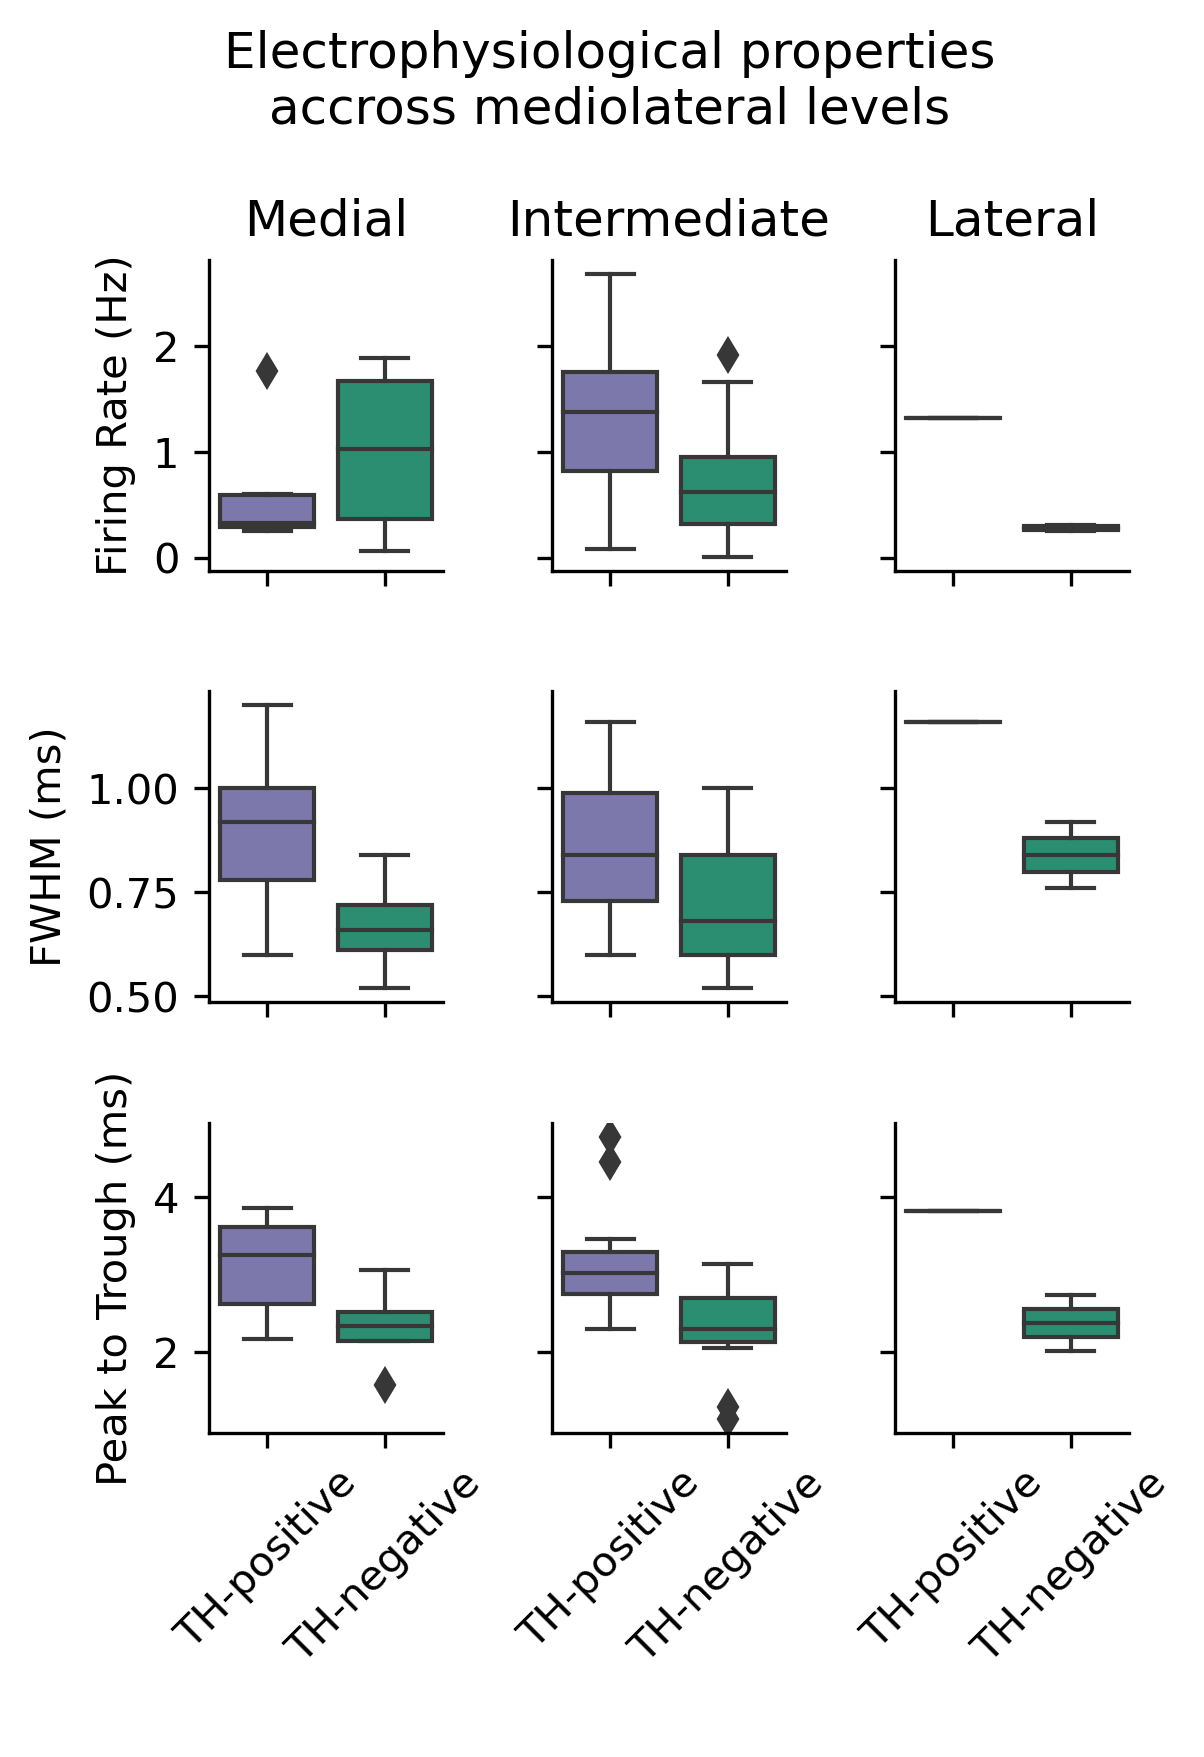 Electrophysiological properties
accross mediolateral levels
Medial
Intermediate
Lateral
Firing Rate (Hz)
2
1
0
FWHM (ms)
1.00
0.75
0.50
Peak to Trough (ms)
4
2
TH-positive
TH-negative
TH-positive
TH-negative
TH-positive
TH-negative